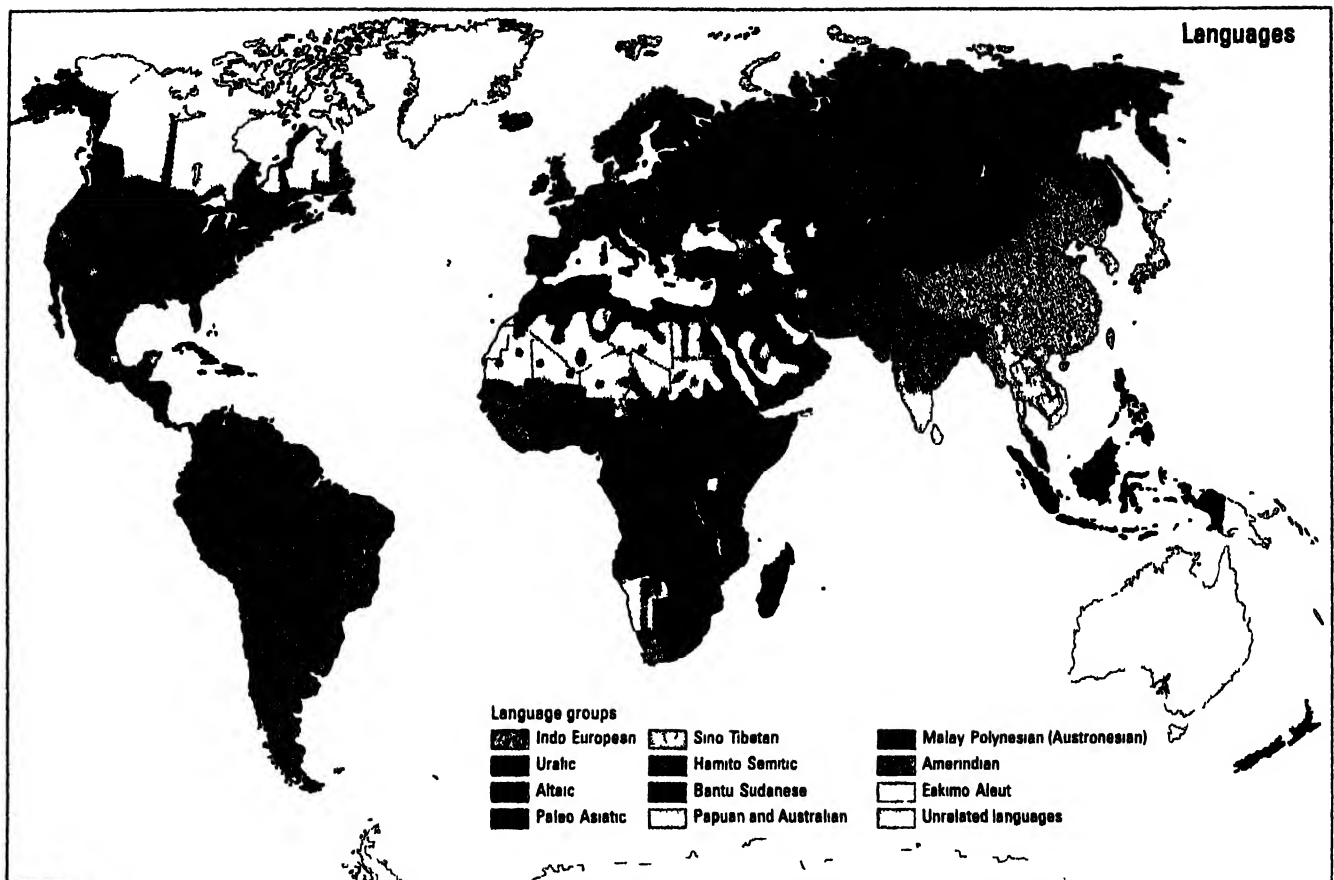 Languages
Language groups
Indo European
Uralic
Altaic
Paleo Asiatic
Sino Tibetan
Hamito Semitic
Bantu Sudanese
Papuan and Australian
Malay Polynesian (Austronesian)
Amerindian
Eskimo Aleut
Unrelated languages